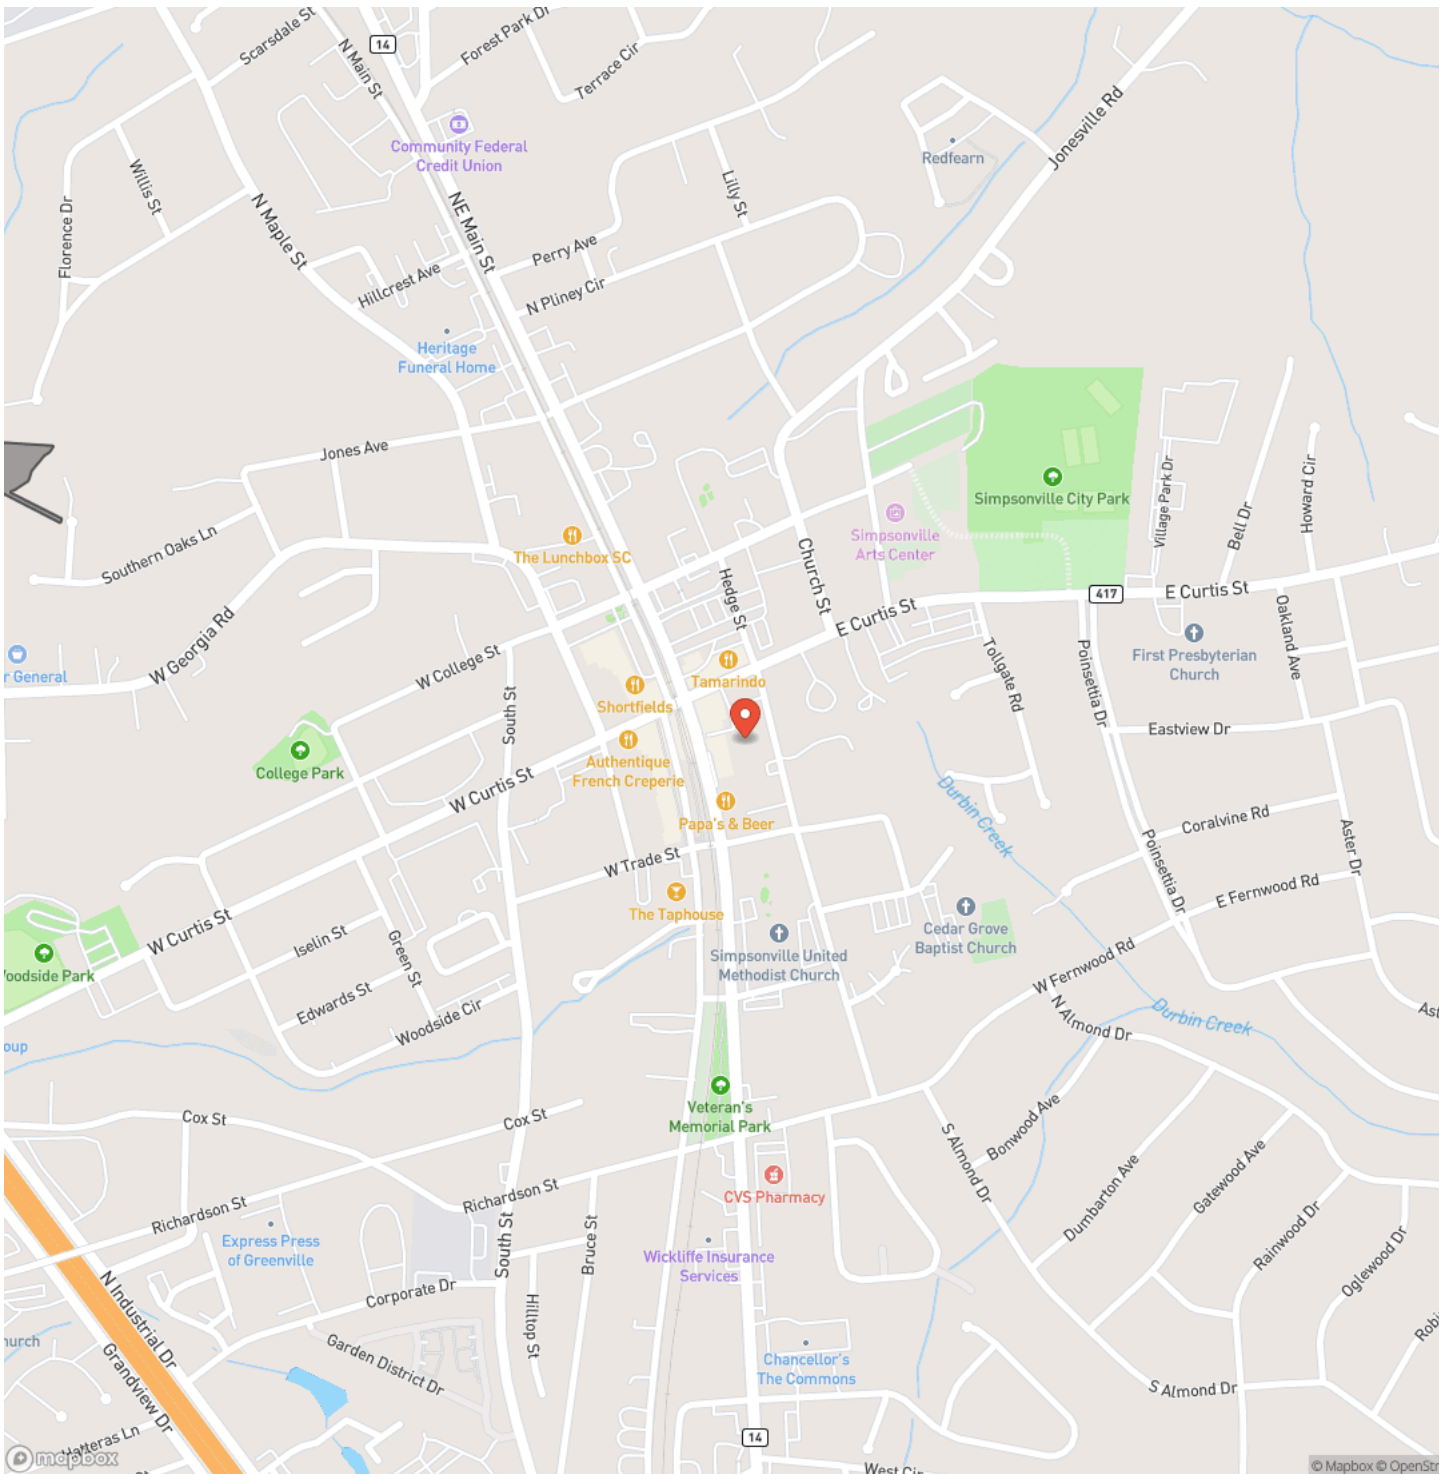 Scarsdale St
N Main St
14
Forest Park Dr
Terrace Cir
Community Federal
Credit Union
Jonesville Rd
Redfearn
Willis St
Lilly St
Florence Dr
N Maple St
NE Main St
Perry Ave
Hillcrest Ave
N Pliney Cir
Heritage
Funeral Home
Jones Ave
Simpsonville City Park
Village Park Dr
Bell Dr
Howard Cir
Southern Oaks Ln
The Lunchbox SC
Simpsonville
Arts Center
Hedge St
Church St
417
E Curtis St
E Curtis St
Oakland Ave
W Georgia Rd
r General
W College St
South St
Tamarindo
Shortfields
Tollgate Rd
Poinsettia Dr
First Presbyterian
Church
Eastview Dr
College Park
Authentique
French Creperie
W Curtis St
Papa's & Beer
Durbin Creek
Coralvine Rd
Aster Dr
Poinsettia Dr
W Trade St
E Fernwood Rd
The Taphouse
W Curtis St
Iselin St
Green St
Cedar Grove
Baptist Church
Simpsonville United
Methodist Church
Woodside Park
W Fernwood Rd
Edwards St
Woodside Cir
N Almond Dr
Durbin Creek
Ast
oup
Veteran's
Memorial Park
Cox St
Cox St
Bonwood Ave
S Almond Dr
Dumbarton Ave
Gatewood Ave
Richardson St
CVS Pharmacy
Richardson St
Express Press
of Greenville
South St
Bruce St
Wickliffe Insurance
Services
Rainwood Dr
Oglewood Dr
N Industrial Dr
Corporate Dr
Hilltop St
Grandview Dr
Garden District Dr
hurch
Robi
Chancellor's
The Commons
S Almond Dr
Hatteras Ln
14
mapbox
St
West Cir
© Mapbox © OpenStr